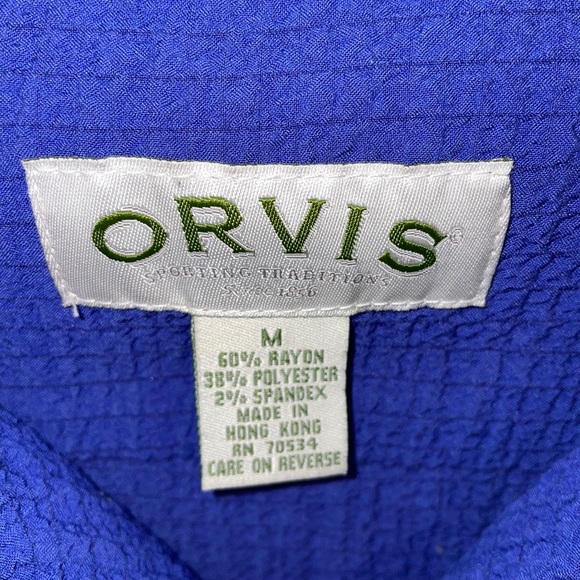 ORVIS®
SPORTING TRADITIONS
SINCE 1856
M
60% RAYON
38% POLYESTER
2% SPANDEX
MADE IN
HONG KONG
RN 70534
CARE ON REVERSE